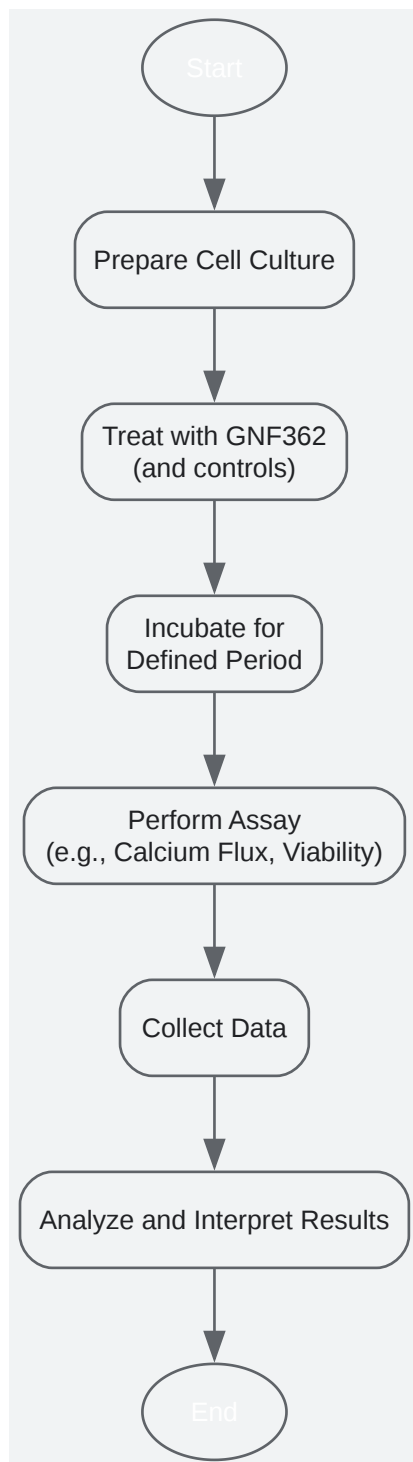 Start
Prepare Cell Culture
Treat with GNF362
(and controls)
Incubate for
Defined Period
Perform Assay
(e.g., Calcium Flux, Viability)
Collect Data
Analyze and Interpret Results
End